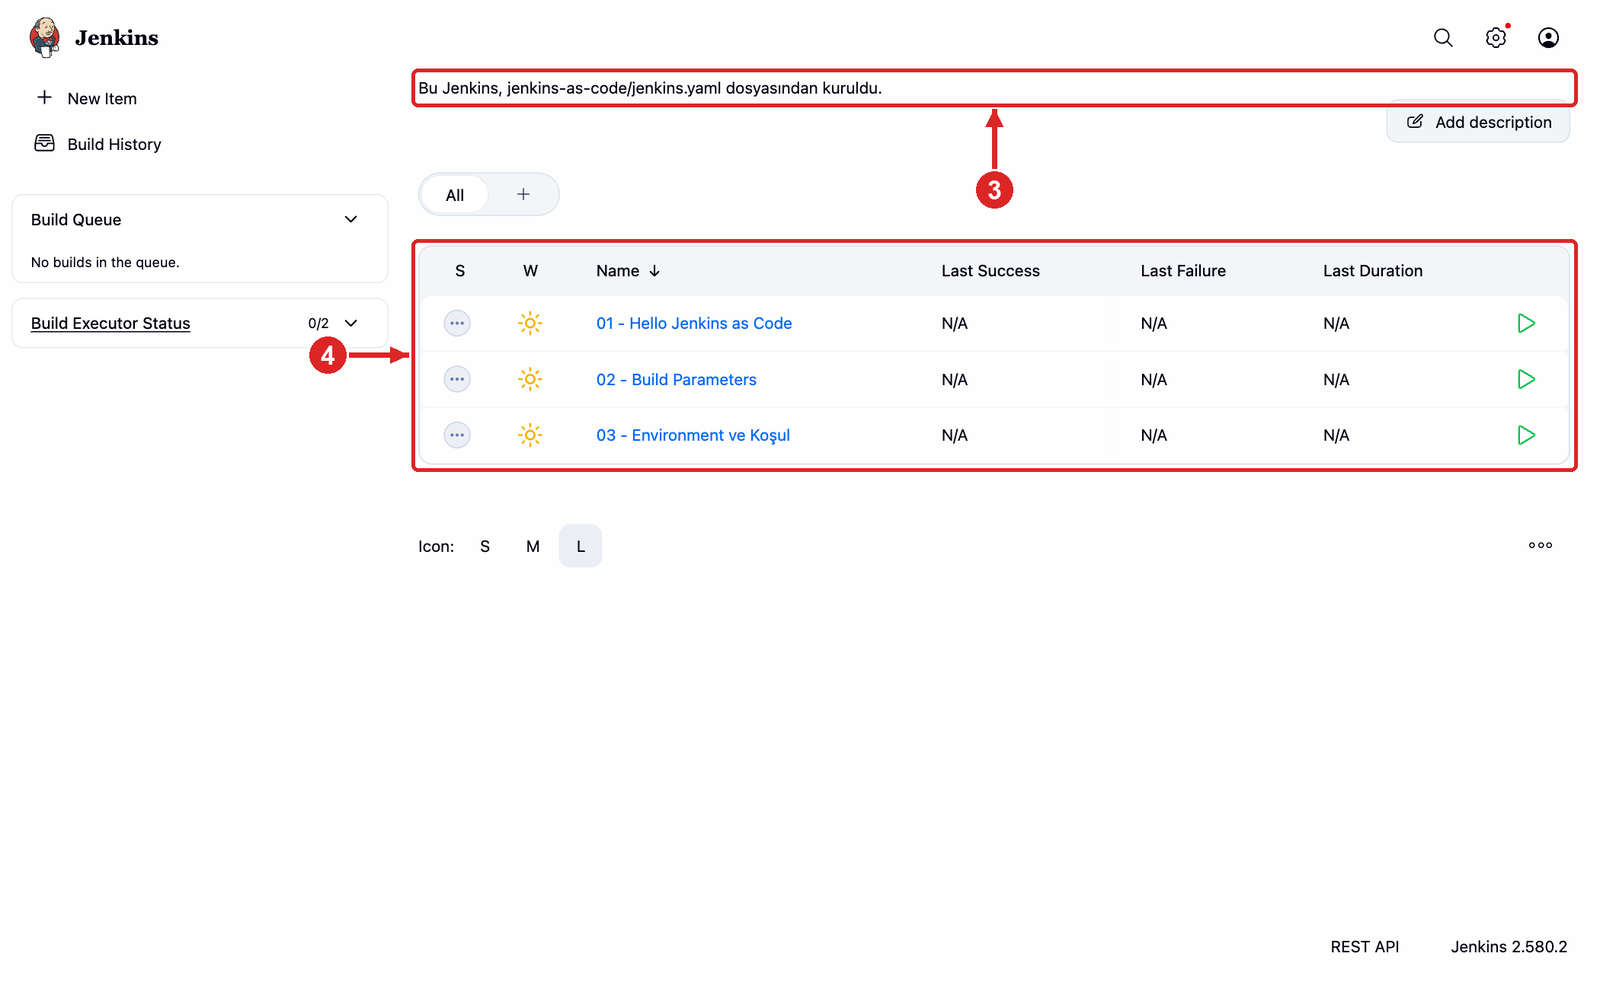 Jenkins
New Item
Build History
Build Queue
No builds in the queue.
Build Executor Status 0/2
Bu Jenkins, jenkins-as-code/jenkins.yaml dosyasından kuruldu.
Add description
3
All +
4
S W Name ↓ Last Success Last Failure Last Duration
01 - Hello Jenkins as Code N/A N/A N/A
02 - Build Parameters N/A N/A N/A
03 - Environment ve Koşul N/A N/A N/A
Icon: S M L
REST API Jenkins 2.580.2